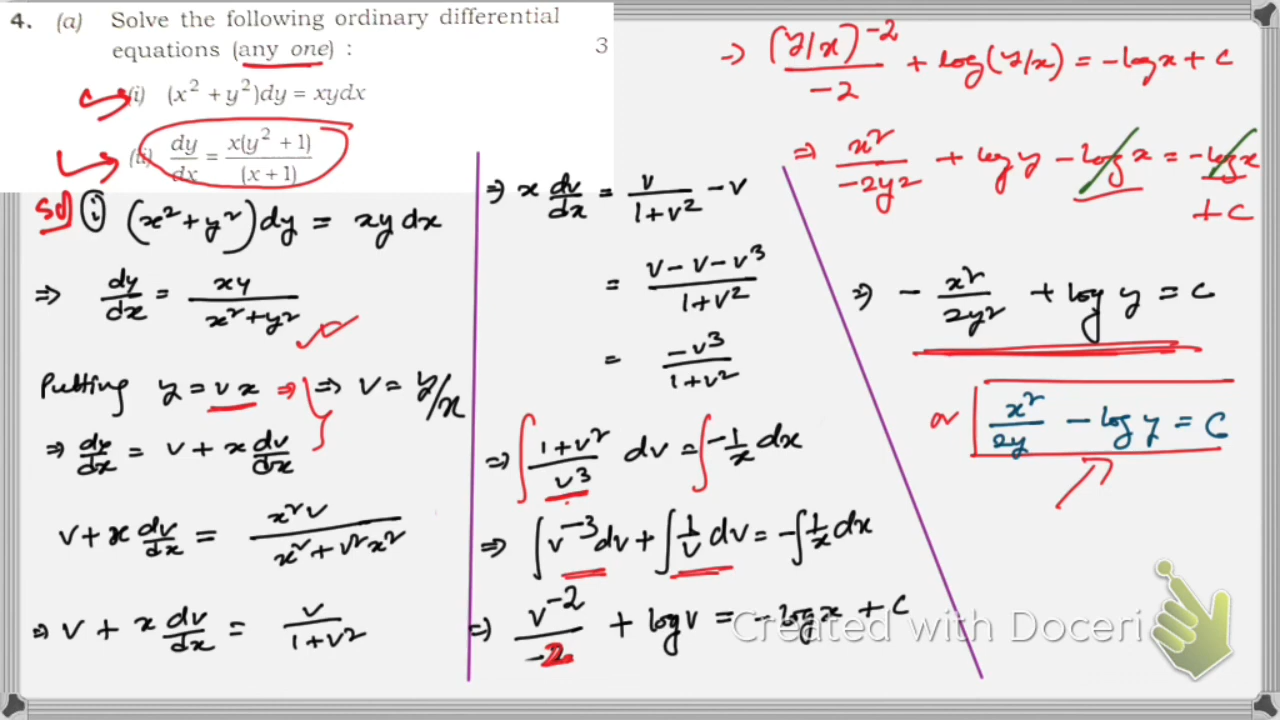 4. (a) Solve the following ordinary differential
equations (any one) : 3
(i) (x² + y²)dy = xydx
(ii) dy/dx = x(y² + 1)/(x + 1)
Sol (i) (x² + y²) dy = xy dx
⇒ dy/dx = xy/(x² + y²)
Putting y = vx ⇒ ⇒ v = y/x
⇒ dy/dx = v + x dv/dx
v + x dv/dx = x²v/(x² + v²x²)
⇒ v + x dv/dx = v/(1+v²)
⇒ x dv/dx = v/(1+v²) - v
= (v - v - v³)/(1+v²)
= -v³/(1+v²)
⇒ ∫ (1+v²)/v³ dv = ∫ -1/x dx
⇒ ∫ v⁻³ dv + ∫ 1/v dv = -∫ 1/x dx
⇒ v⁻²/-2 + log v = -log x + c
⇒ (y/x)⁻²/-2 + log(y/x) = -log x + c
⇒ x²/-2y² + log y - log x = -log x
+ c
⇒ - x²/2y² + log y = c
or x²/2y - log y = C
Created with Doceri